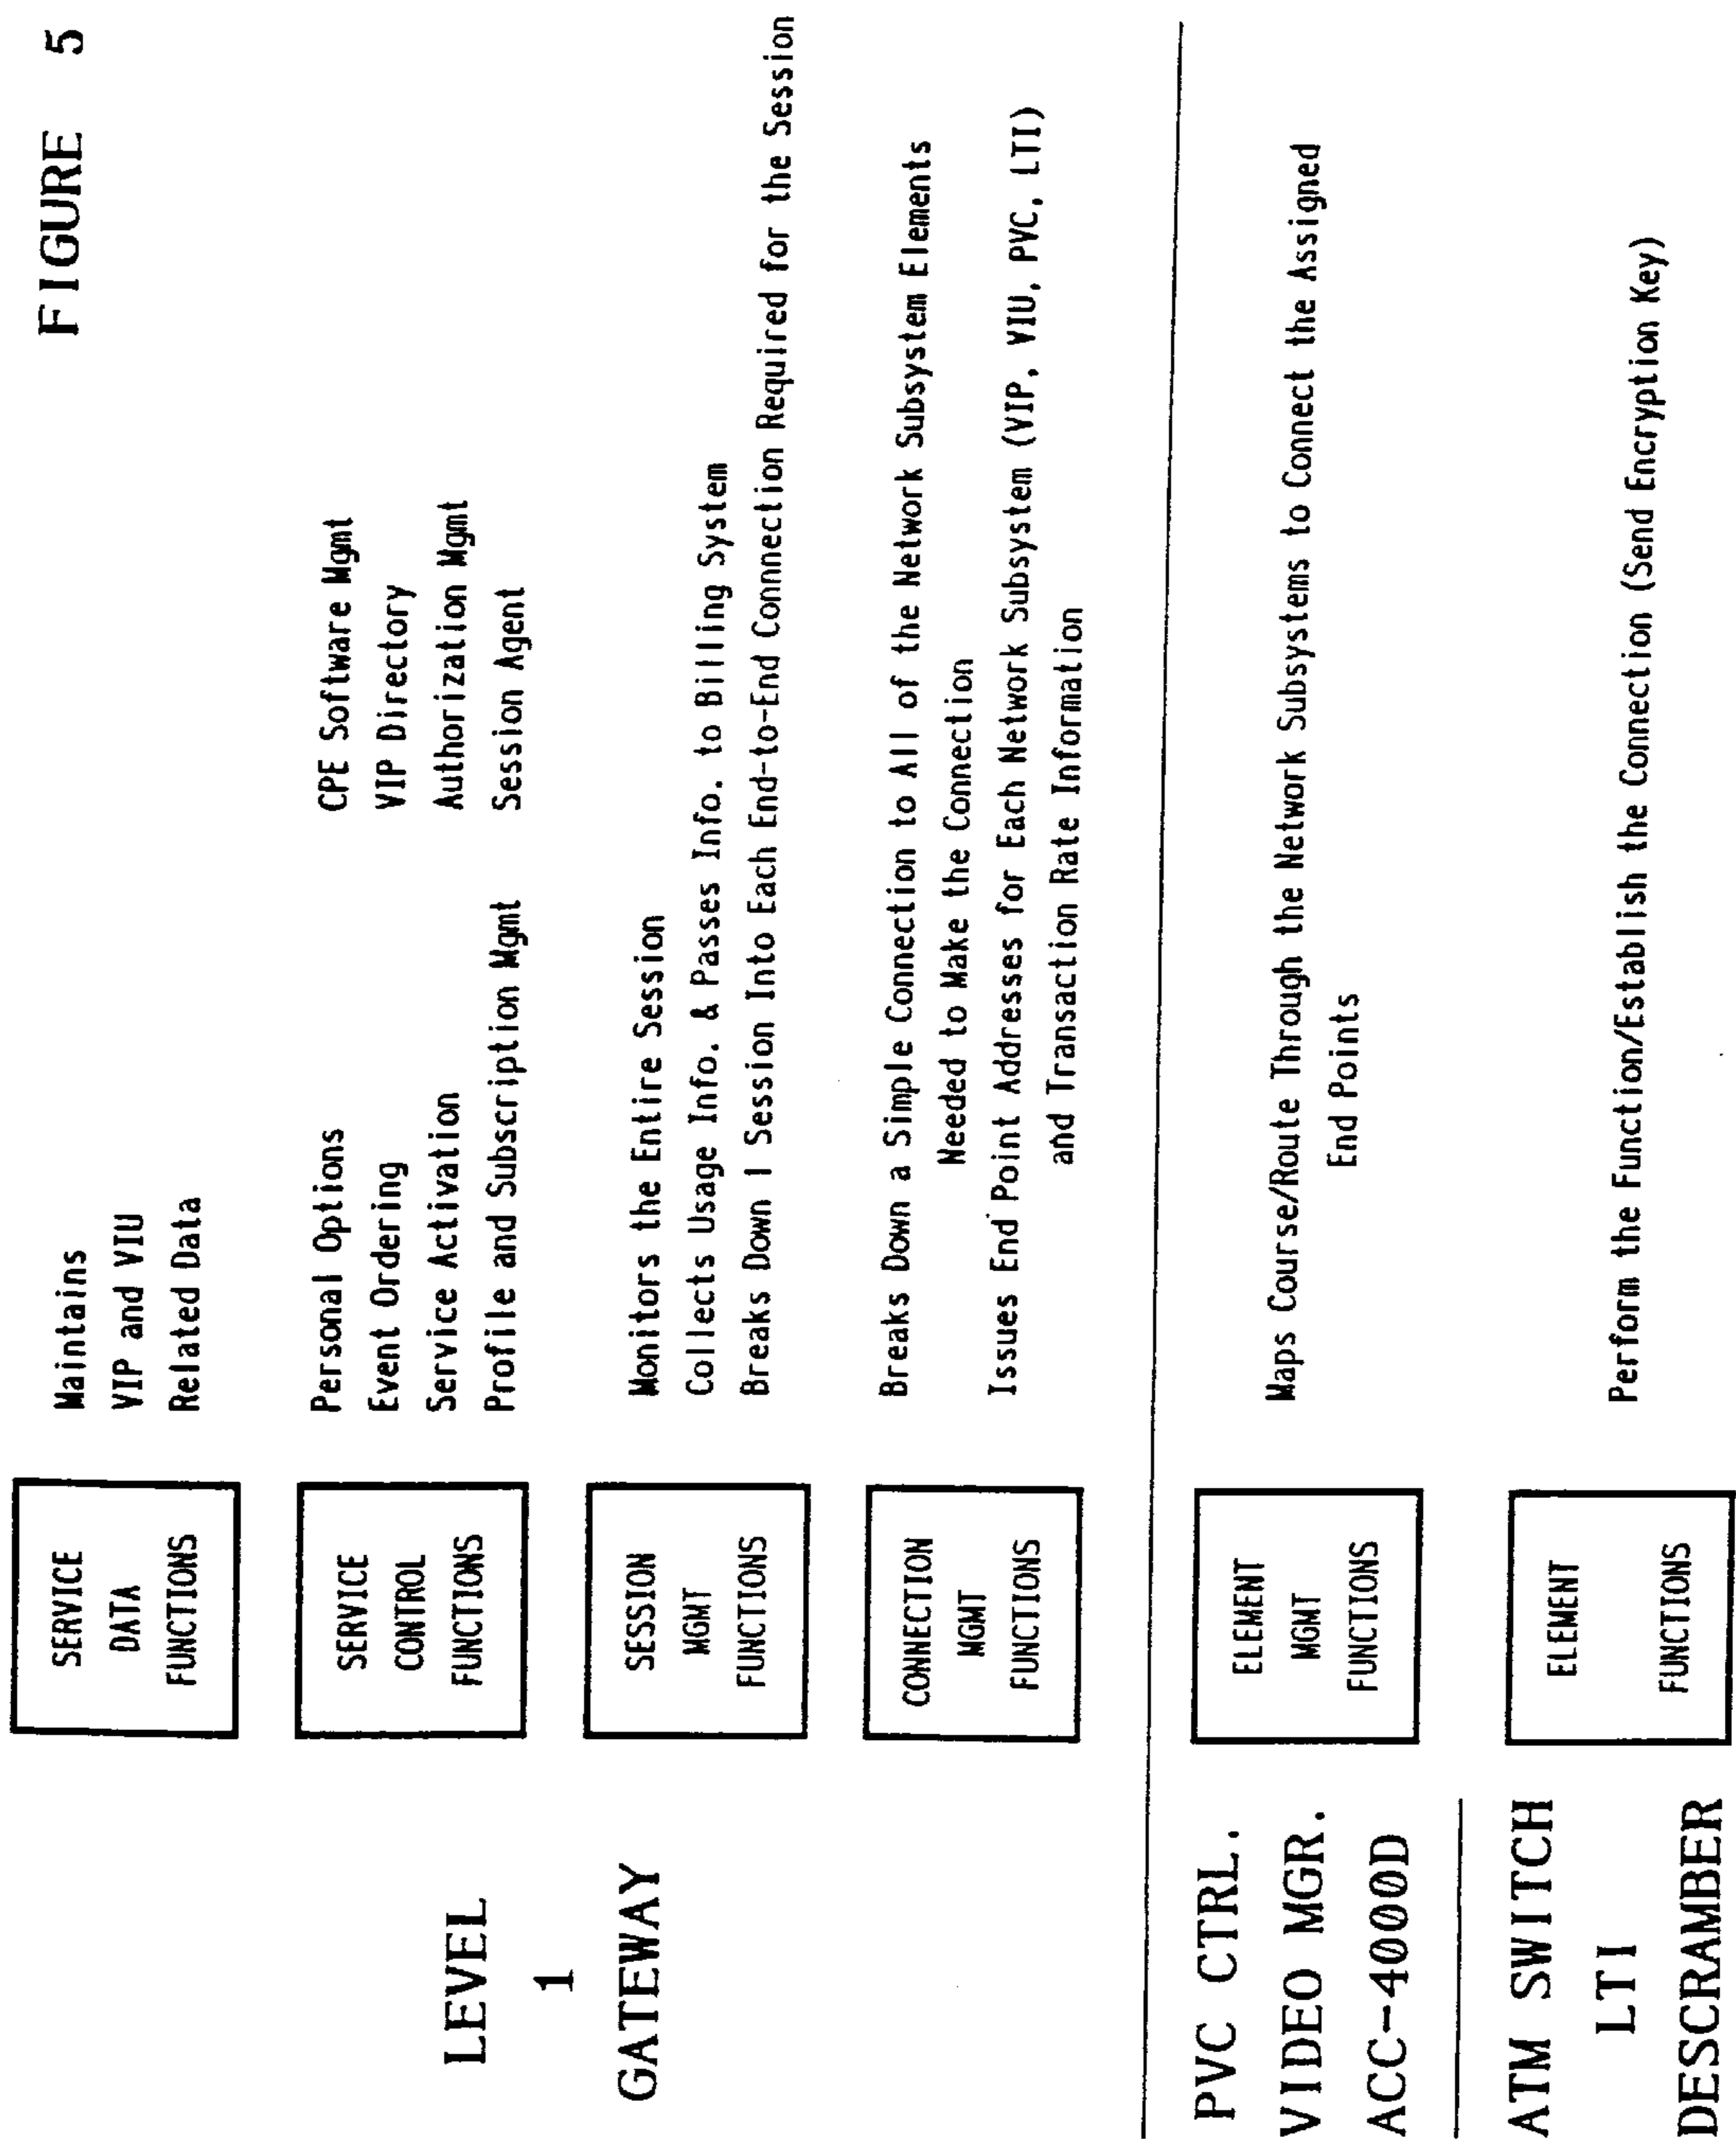 FIGURE 5
LEVEL
1
GATEWAY
SERVICE
DATA
FUNCTIONS
Maintains
VIP and VIU
Related Data
SERVICE
CONTROL
FUNCTIONS
Personal Options
Event Ordering
Service Activation
Profile and Subscription Mgmt
CPE Software Mgmt
VIP Directory
Authorization Mgmt
Session Agent
SESSION
MGMT
FUNCTIONS
Monitors the Entire Session
Collects Usage Info. & Passes Info. to Billing System
Breaks Down 1 Session Into Each End-to-End Connnection Required for the Session
CONNECTION
MGMT
FUNCTIONS
Breaks Down a Simple Connection to All of the Network Subsystem Elements
Needed to Make the Connection
Issues End Point Addresses for Each Network Subsystem (VIP, VIU, PVC, LTI)
and Transaction Rate Information
PVC CTRL.
VIDEO MGR.
ACC-4000D
ELEMENT
MGMT
FUNCTIONS
Maps Course/Route Through the Network Subsystems to Connect the Assigned
End Points
ATM SWITCH
LTI
DESCRAMBER
ELEMENT
FUNCTIONS
Perform the Function/Establish the Connection (Send Encryption Key)